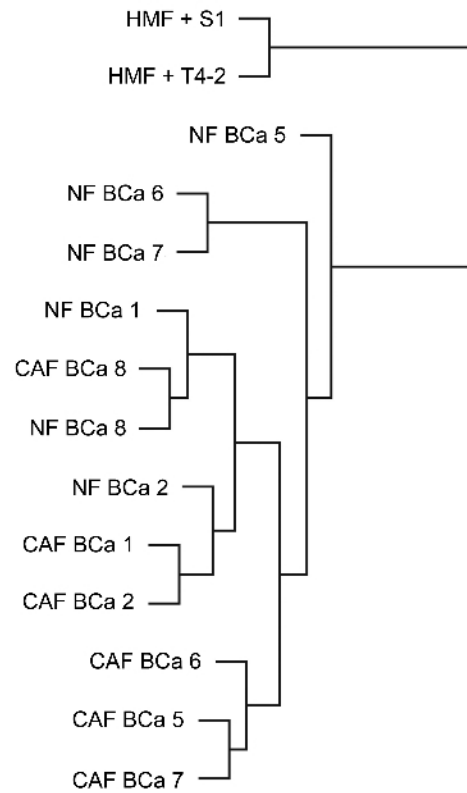 HMF + S1
HMF + T4-2
NF BCa 5
NF BCa 6
NF BCa 7
NF BCa 1
CAF BCa 8
NF BCa 8
NF BCa 2
CAF BCa 1
CAF BCa 2
CAF BCa 6
CAF BCa 5
CAF BCa 7